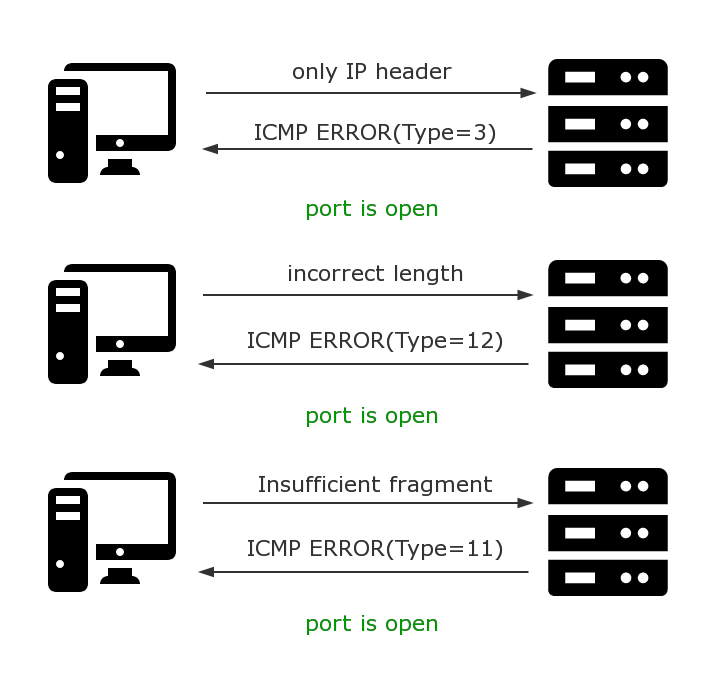 only IP header
ICMP ERROR(Type=3)
port is open
incorrect length
ICMP ERROR(Type=12)
port is open
Insufficient fragment
ICMP ERROR(Type=11)
port is open